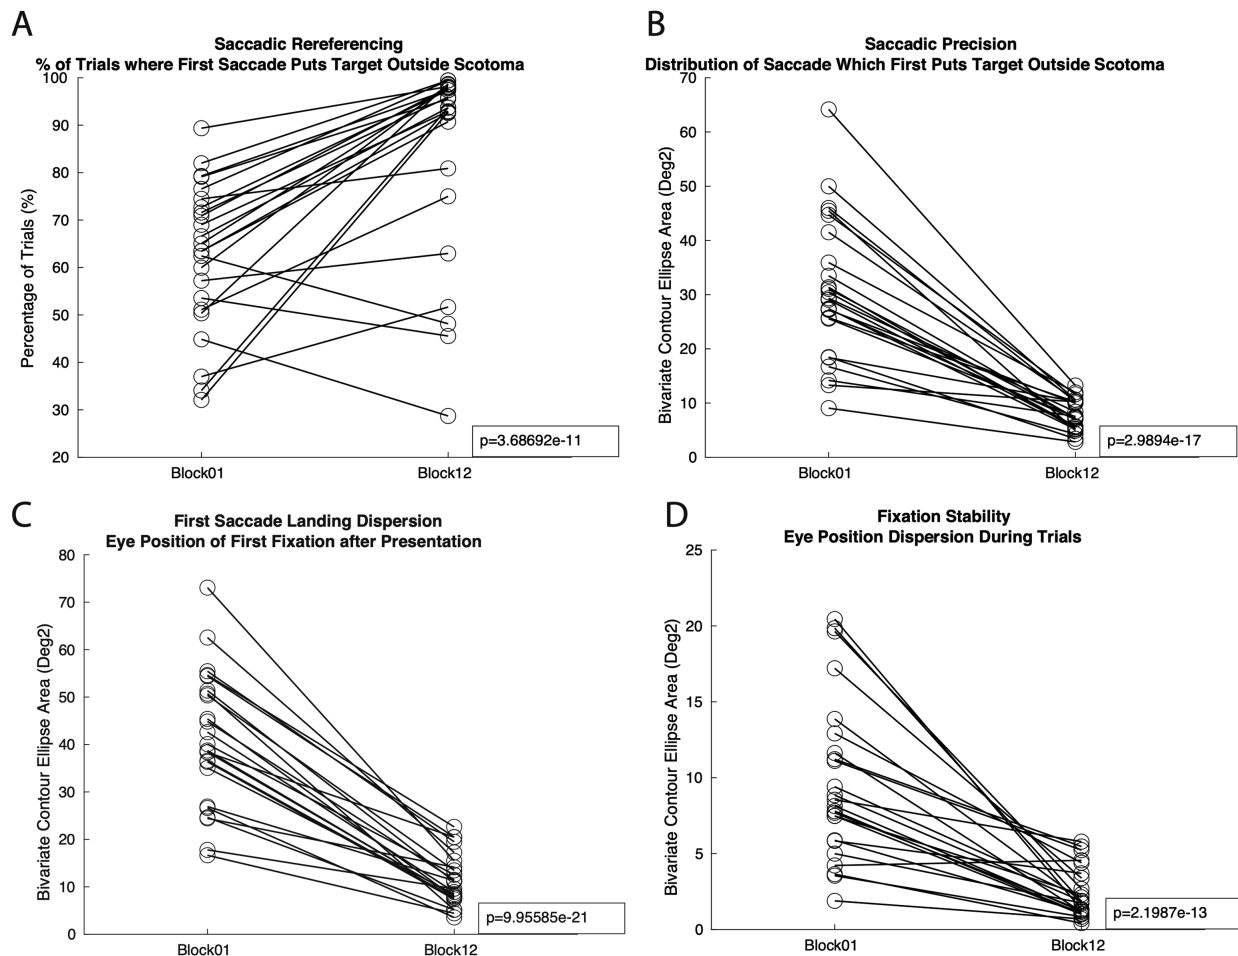 A
Saccadic Rereferencing
% of Trials where First Saccade Puts Target Outside Scotoma
Percentage of Trials (%)
100
90
80
70
60
50
40
30
20
Block01
Block12
p=3.68692e-11
B
Saccadic Precision
Distribution of Saccade Which First Puts Target Outside Scotoma
Bivariate Contour Ellipse Area (Deg2)
70
60
50
40
30
20
10
0
Block01
Block12
p=2.9894e-17
C
First Saccade Landing Dispersion
Eye Position of First Fixation after Presentation
Bivariate Contour Ellipse Area (Deg2)
80
70
60
50
40
30
20
10
0
Block01
Block12
p=9.95585e-21
D
Fixation Stability
Eye Position Dispersion During Trials
Bivariate Contour Ellipse Area (Deg2)
25
20
15
10
5
0
Block01
Block12
p=2.1987e-13